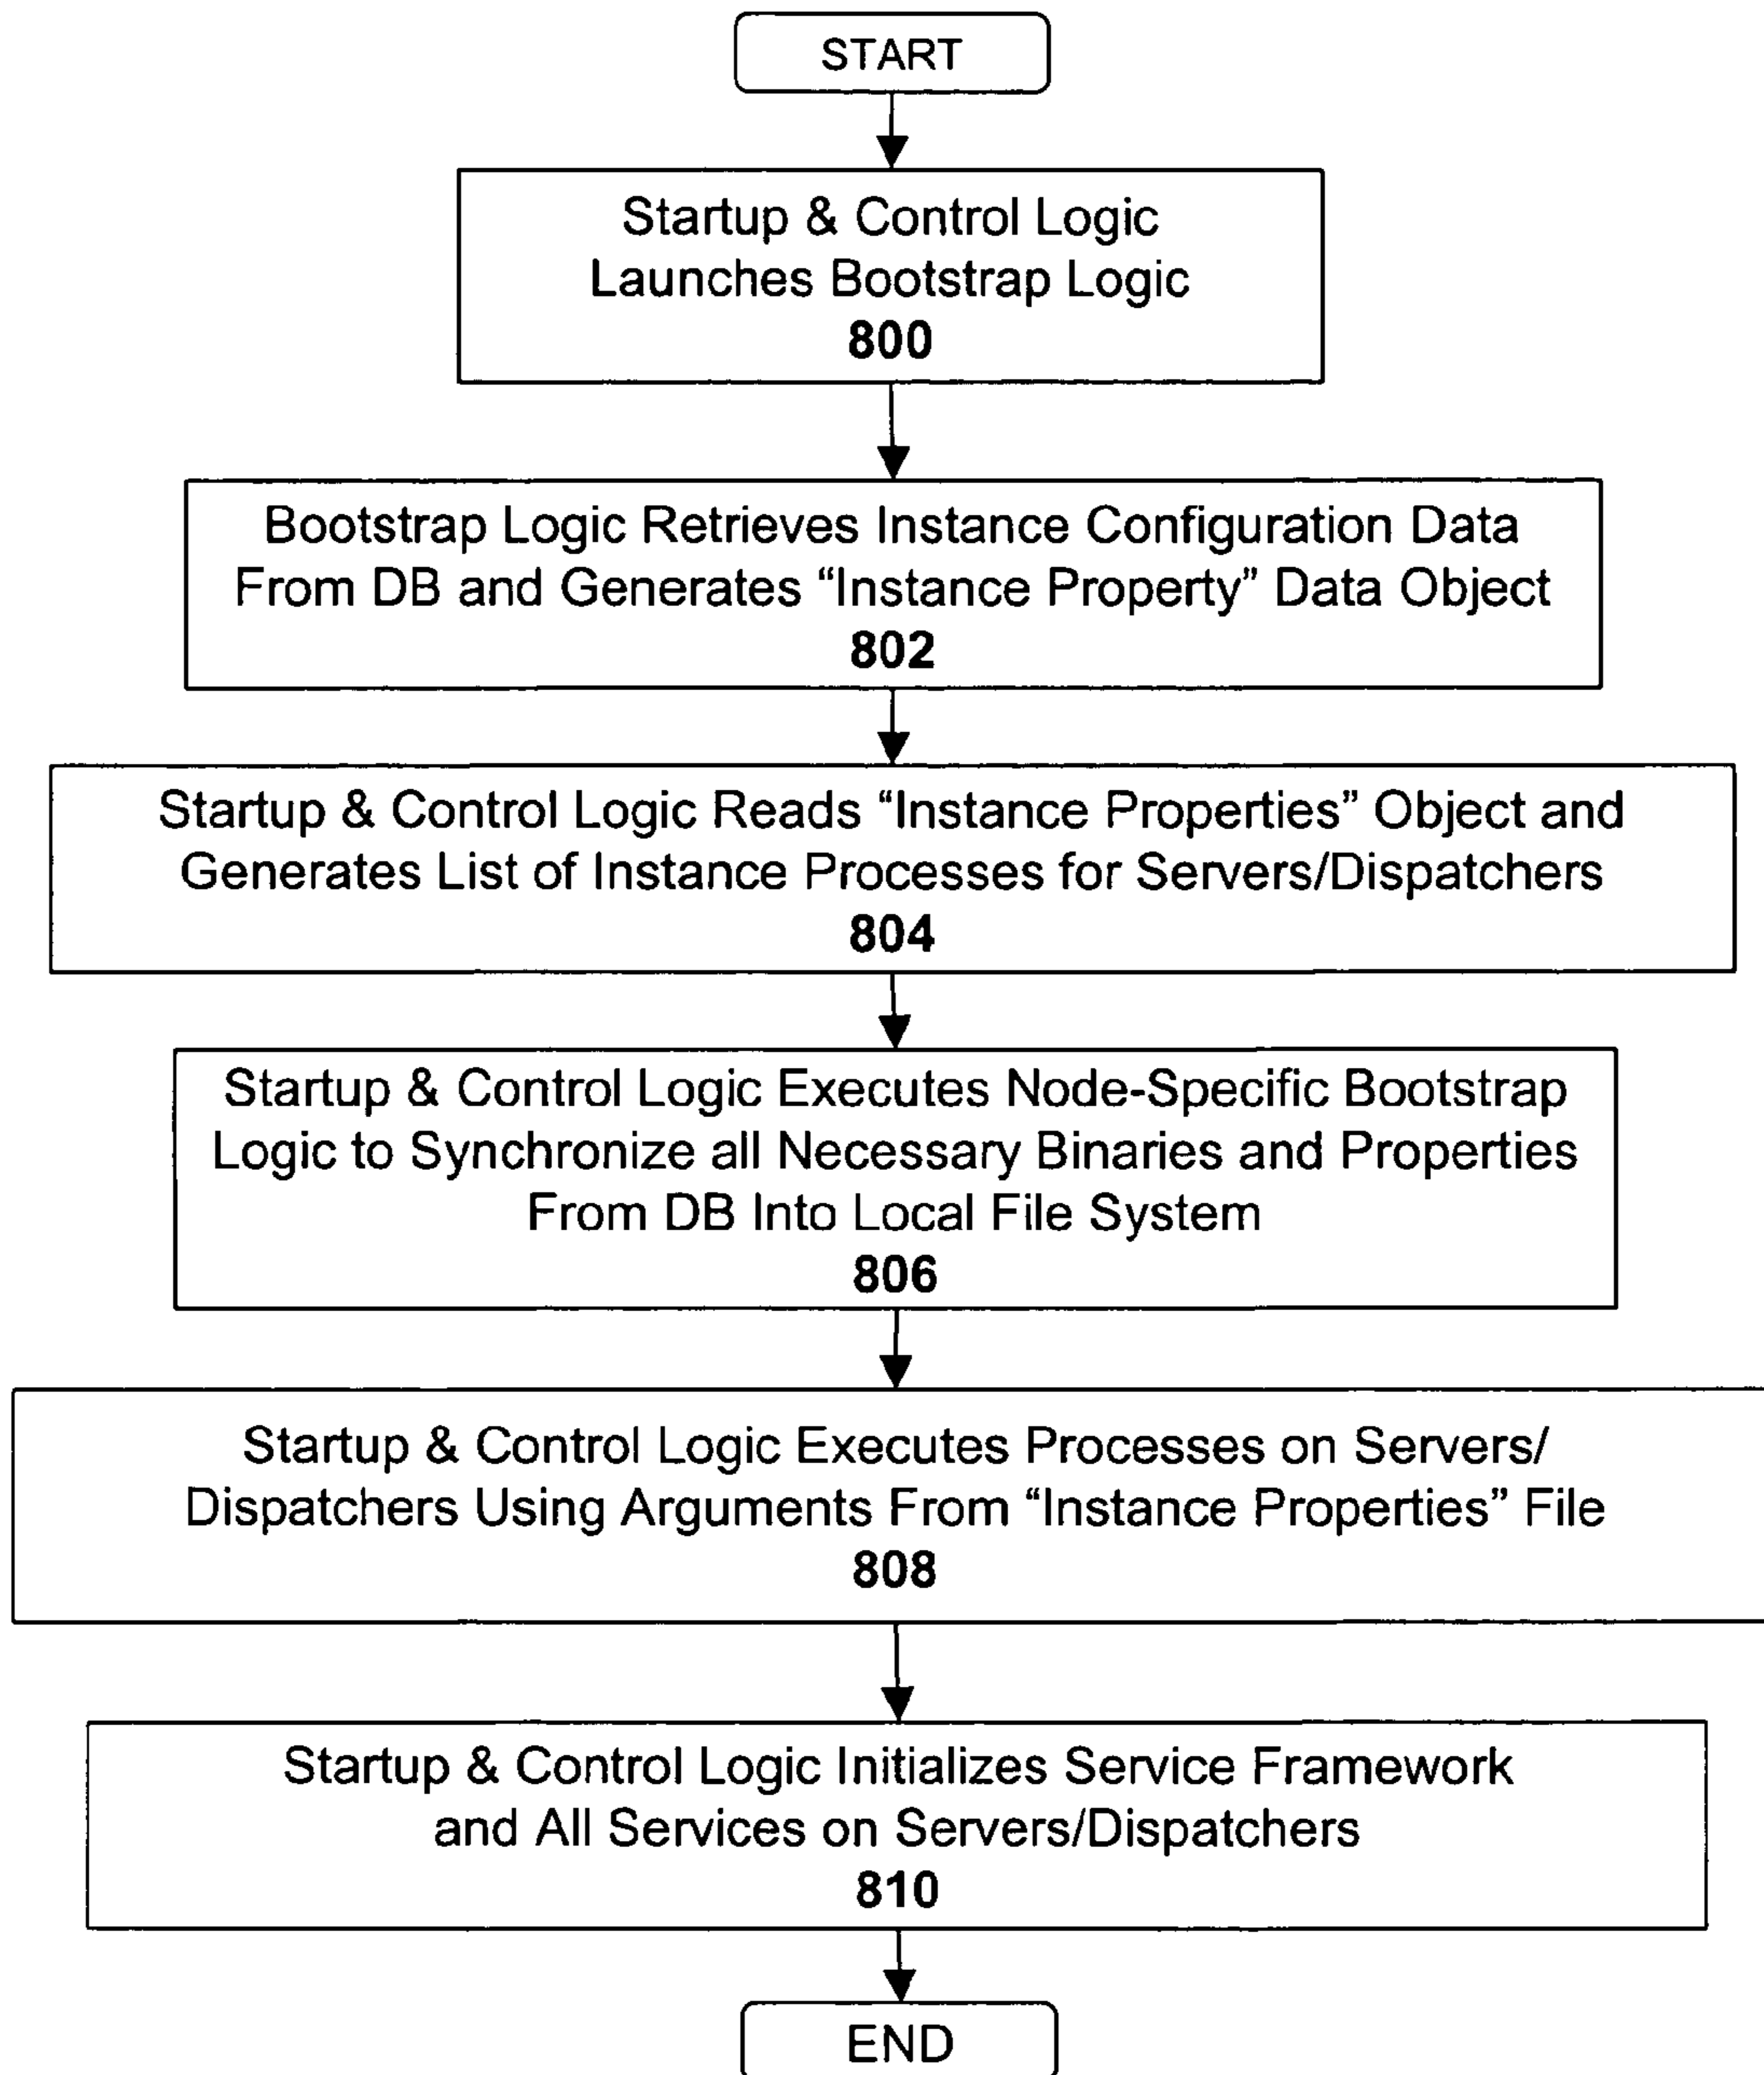 START
Startup & Control Logic
Launches Bootstrap Logic
800
Bootstrap Logic Retrieves Instance Configuration Data
From DB and Generates “Instance Property” Data Object
802
Startup & Control Logic Reads “Instance Properties” Object and
Generates List of Instance Processes for Servers/Dispatchers
804
Startup & Control Logic Executes Node-Specific Bootstrap
Logic to Synchronize all Necessary Binaries and Properties
From DB Into Local File System
806
Startup & Control Logic Executes Processes on Servers/
Dispatchers Using Arguments From “Instance Properties” File
808
Startup & Control Logic Initializes Service Framework
and All Services on Servers/Dispatchers
810
END